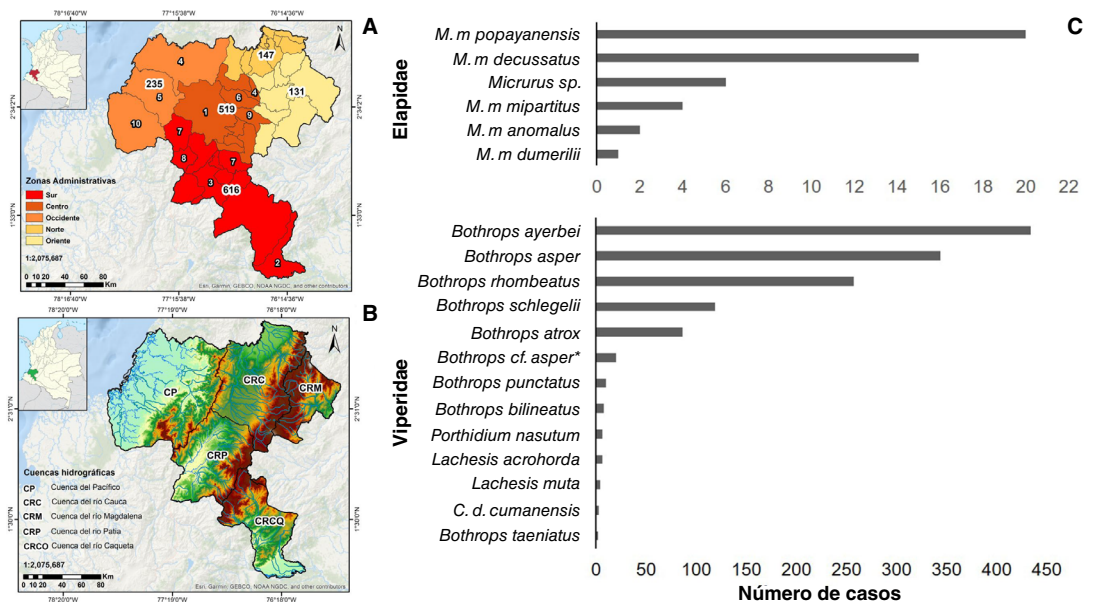 78°16'40"W 77°15'38"W 76°14'36"W
A
N
4
147
235
5
6
4
131
1
519
9
10
7
8
7
3
616
2
2°34'2"N
1°33'0"N
2°34'2"N
1°33'0"N
Zonas Administrativas
Sur
Centro
Occidente
Norte
Oriente
1:2,075,687
0 10 20 40 60 80 Km
Esri, Garmin, GEBCO, NOAA NGDC, and other contributors
78°16'40"W 77°15'38"W 76°14'36"W
78°20'0"W 77°19'0"W 76°18'0"W
B
N
CP
CRC
CRM
CRP
CRCQ
2°31'0"N
1°30'0"N
2°31'0"N
1°30'0"N
Cuencas hidrográficas
CP Cuenca del Pacífico
CRC Cuenca del río Cauca
CRM Cuenca del río Magdalena
CRP Cuenca del río Patia
CRCO Cuenca del río Caqueta
1:2,075,687
0 10 20 40 60 80 Km
Esri, Garmin, GEBCO, NOAA NGDC, and other contributors
78°20'0"W 77°19'0"W 76°18'0"W
C
Elapidae
M. m popayanensis
M. m decussatus
Micrurus sp.
M. m mipartitus
M. m anomalus
M. m dumerilii
0 2 4 6 8 10 12 14 16 18 20 22
Viperidae
Bothrops ayerbei
Bothrops asper
Bothrops rhombeatus
Bothrops schlegelii
Bothrops atrox
Bothrops cf. asper*
Bothrops punctatus
Bothrops bilineatus
Porthidium nasutum
Lachesis acrohorda
Lachesis muta
C. d. cumanensis
Bothrops taeniatus
0 50 100 150 200 250 300 350 400 450
Número de casos